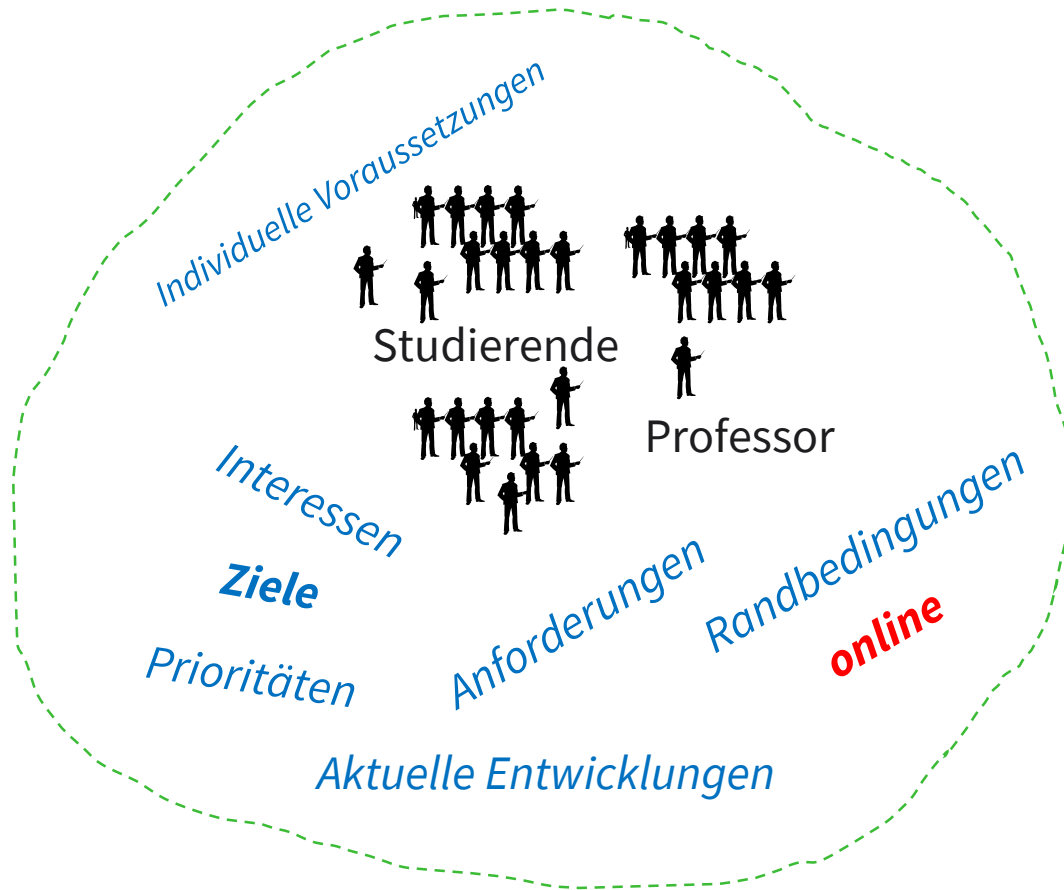 Individuelle Voraussetzungen
Studierende
Professor
Interessen
Ziele
Prioritäten
Anforderungen
Randbedingungen
online
Aktuelle Entwicklungen